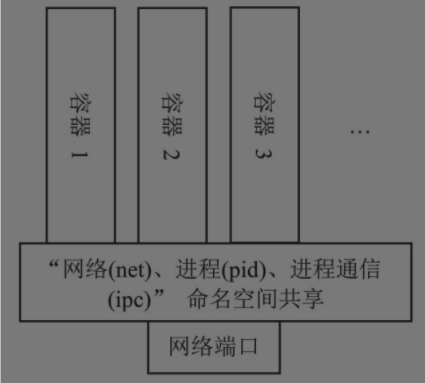 容器 1
容器 2
容器 3
…
“网络(net)、进程(pid)、进程通信
(ipc)” 命名空间共享
网络端口